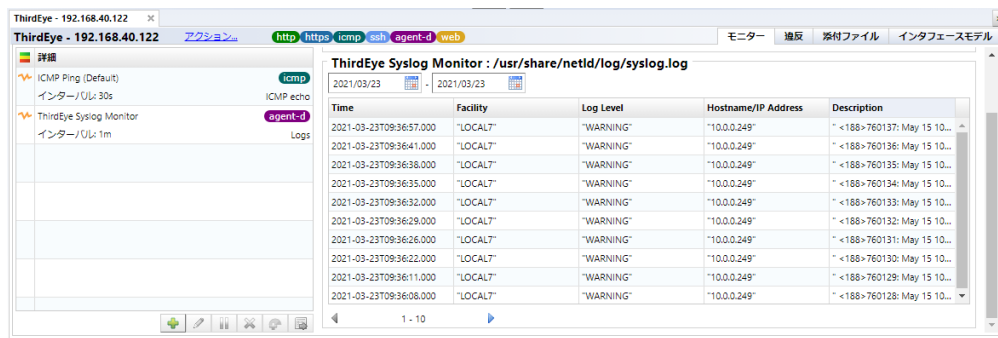 ThirdEye - 192.168.40.122
ThirdEye - 192.168.40.122 アクション... http https icmp ssh agent-d web モニター 違反 添付ファイル インタフェースモデル
詳細
ICMP Ping (Default) icmp
インターバル: 30s ICMP echo
ThirdEye Syslog Monitor agent-d
インターバル: 1m Logs
ThirdEye Syslog Monitor : /usr/share/netld/log/syslog.log
2021/03/23 - 2021/03/23
Time Facility Log Level Hostname/IP Address Description
2021-03-23T09:36:57.000 "LOCAL7" "WARNING" "10.0.0.249" " <188>760137: May 15 10...
2021-03-23T09:36:41.000 "LOCAL7" "WARNING" "10.0.0.249" " <188>760136: May 15 10...
2021-03-23T09:36:38.000 "LOCAL7" "WARNING" "10.0.0.249" " <188>760135: May 15 10...
2021-03-23T09:36:35.000 "LOCAL7" "WARNING" "10.0.0.249" " <188>760134: May 15 10...
2021-03-23T09:36:32.000 "LOCAL7" "WARNING" "10.0.0.249" " <188>760133: May 15 10...
2021-03-23T09:36:29.000 "LOCAL7" "WARNING" "10.0.0.249" " <188>760132: May 15 10...
2021-03-23T09:36:26.000 "LOCAL7" "WARNING" "10.0.0.249" " <188>760131: May 15 10...
2021-03-23T09:36:22.000 "LOCAL7" "WARNING" "10.0.0.249" " <188>760130: May 15 10...
2021-03-23T09:36:11.000 "LOCAL7" "WARNING" "10.0.0.249" " <188>760129: May 15 10...
2021-03-23T09:36:08.000 "LOCAL7" "WARNING" "10.0.0.249" " <188>760128: May 15 10...
1 - 10